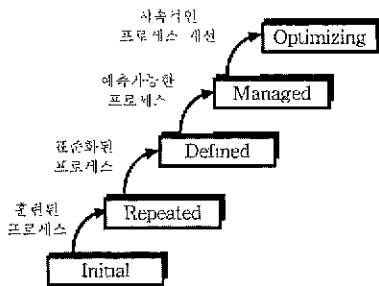 지속적인
프로세스 개선
Optimizing
예측가능한
프로세스
Managed
표준화된
프로세스
Defined
훈련된
프로세스
Repeated
Initial